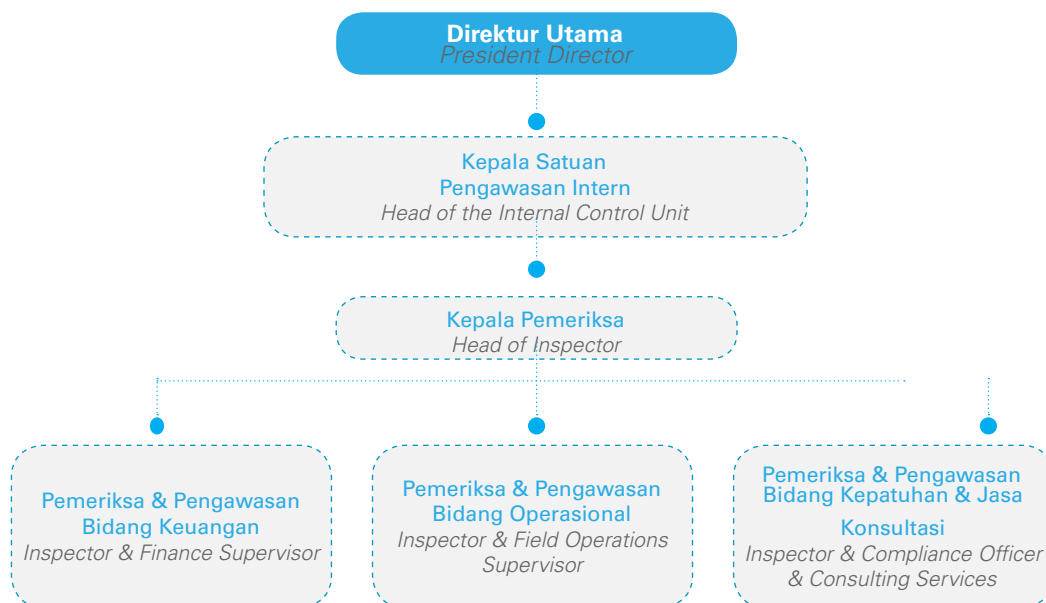 Direktur Utama
President Director
Kepala Satuan
Pengawasan Intern
Head of the Internal Control Unit
Kepala Pemeriksa
Head of Inspector
Pemeriksa & Pengawasan
Bidang Keuangan
Inspector & Finance Supervisor
Pemeriksa & Pengawasan
Bidang Operasional
Inspector & Field Operations
Supervisor
Pemeriksa & Pengawasan
Bidang Kepatuhan & Jasa
Konsultasi
Inspector & Compliance Officer
& Consulting Services